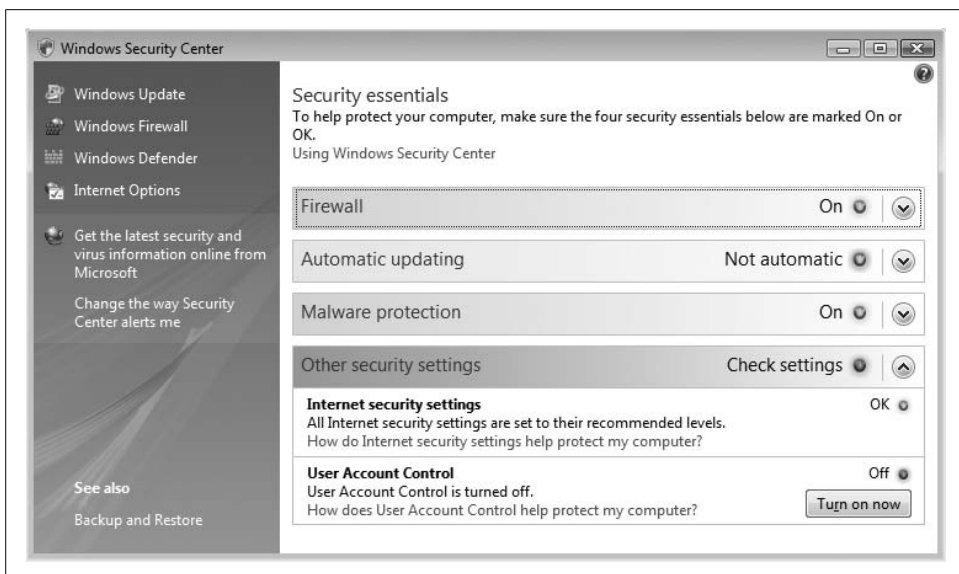 Windows Security Center
Windows Update
Windows Firewall
Windows Defender
Internet Options
Get the latest security and
virus information online from
Microsoft
Change the way Security
Center alerts me
See also
Backup and Restore
Security essentials
To help protect your computer, make sure the four security essentials below are marked On or
OK.
Using Windows Security Center
Firewall On
Automatic updating Not automatic
Malware protection On
Other security settings Check settings
Internet security settings OK
All Internet security settings are set to their recommended levels.
How do Internet security settings help protect my computer?
User Account Control Off
User Account Control is turned off.
How does User Account Control help protect my computer?
Turn on now